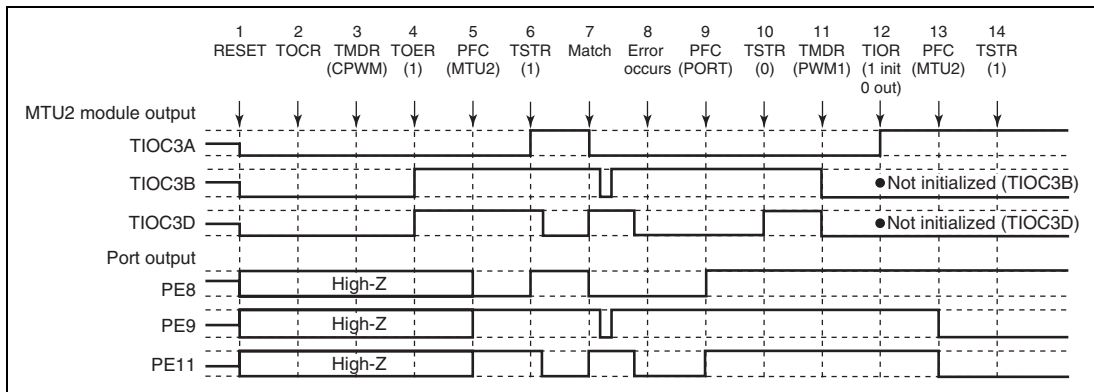 1 2 3 4 5 6 7 8 9 10 11 12 13 14
RESET TOCR TMDR TOER PFC TSTR Match Error PFC TSTR TMDR TIOR PFC TSTR
(CPWM) (1) (MTU2) (1) occurs (PORT) (0) (PWM1) (1 init (MTU2) (1)
0 out)
MTU2 module output
TIOC3A
TIOC3B
●Not initialized (TIOC3B)
TIOC3D
●Not initialized (TIOC3D)
Port output
PE8
High-Z
PE9
High-Z
PE11
High-Z